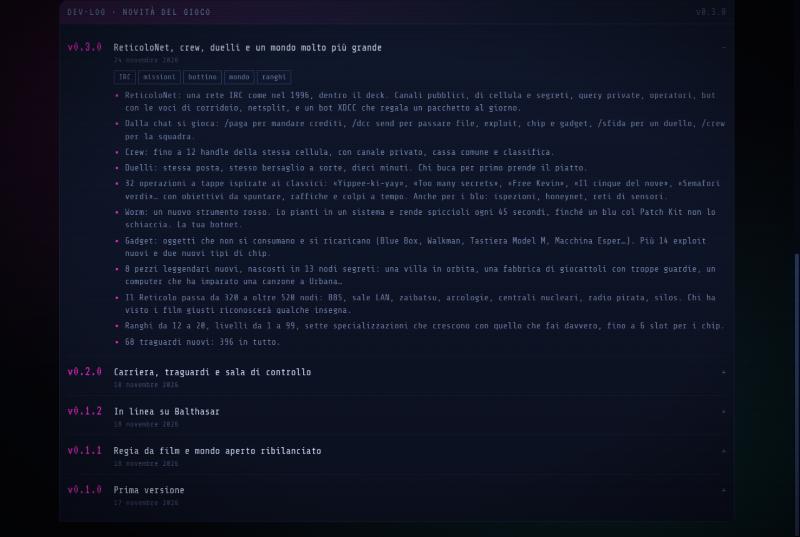 DEV-LOG · NOVITÀ DEL GIOCO
v0.3.0
v0.3.0
ReticoloNet, crew, duelli e un mondo molto più grande
24 novembre 2026
IRC missioni bottino mondo ranghi
• ReticoloNet: una rete IRC come nel 1996, dentro il deck. Canali pubblici, di cellula e segreti, query private, operatori, bot
con le voci di corridoio, netsplit, e un bot XDCC che regala un pacchetto al giorno.
• Dalla chat si gioca: /paga per mandare crediti, /dcc send per passare file, exploit, chip e gadget, /sfida per un duello, /crew
per la squadra.
• Crew: fino a 12 handle della stessa cellula, con canale privato, cassa comune e classifica.
• Duelli: stessa posta, stesso bersaglio a sorte, dieci minuti. Chi buca per primo prende il piatto.
• 32 operazioni a tappe ispirate ai classici: «Yippee-ki-yay», «Too many secrets», «Free Kevin», «Il cinque del nove», «Semafori
verdi»… con obiettivi da spuntare, raffiche e colpi a tempo. Anche per i blu: ispezioni, honeynet, reti di sensori.
• Worm: un nuovo strumento rosso. Lo pianti in un sistema e rende spiccioli ogni 45 secondi, finché un blu col Patch Kit non lo
schiaccia. La tua botnet.
• Gadget: oggetti che non si consumano e si ricaricano (Blue Box, Walkman, Tastiera Model M, Macchina Esper…). Più 14 exploit
nuovi e due nuovi tipi di chip.
• 8 pezzi leggendari nuovi, nascosti in 13 nodi segreti: una villa in orbita, una fabbrica di giocattoli con troppe guardie, un
computer che ha imparato una canzone a Urbana…
• Il Reticolo passa da 320 a oltre 520 nodi: BBS, sale LAN, zaibatsu, arcologie, centrali nucleari, radio pirata, silos. Chi ha
visto i film giusti riconoscerà qualche insegna.
• Ranghi da 12 a 20, livelli da 1 a 99, sette specializzazioni che crescono con quello che fai davvero, fino a 6 slot per i chip.
• 68 traguardi nuovi: 396 in tutto.
v0.2.0
Carriera, traguardi e sala di controllo
+
18 novembre 2026
v0.1.2
In linea su Balthasar
+
18 novembre 2026
v0.1.1
Regia da film e mondo aperto ribilanciato
+
18 novembre 2026
v0.1.0
Prima versione
+
17 novembre 2026